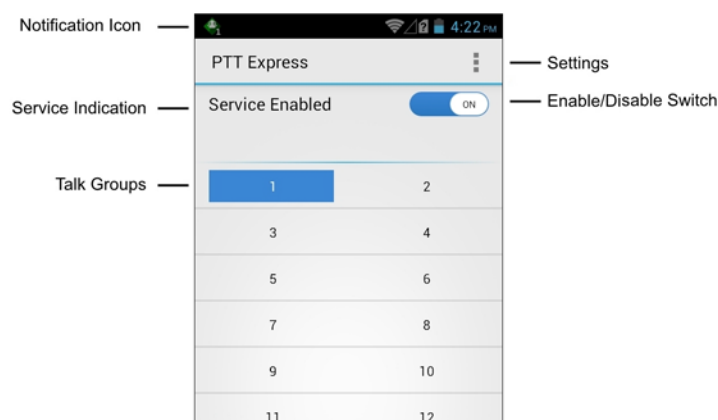 Notification Icon
1
4:22 PM
PTT Express
Settings
Service Indication
Service Enabled
ON
Enable/Disable Switch
Talk Groups
1 2
3 4
5 6
7 8
9 10
11 12